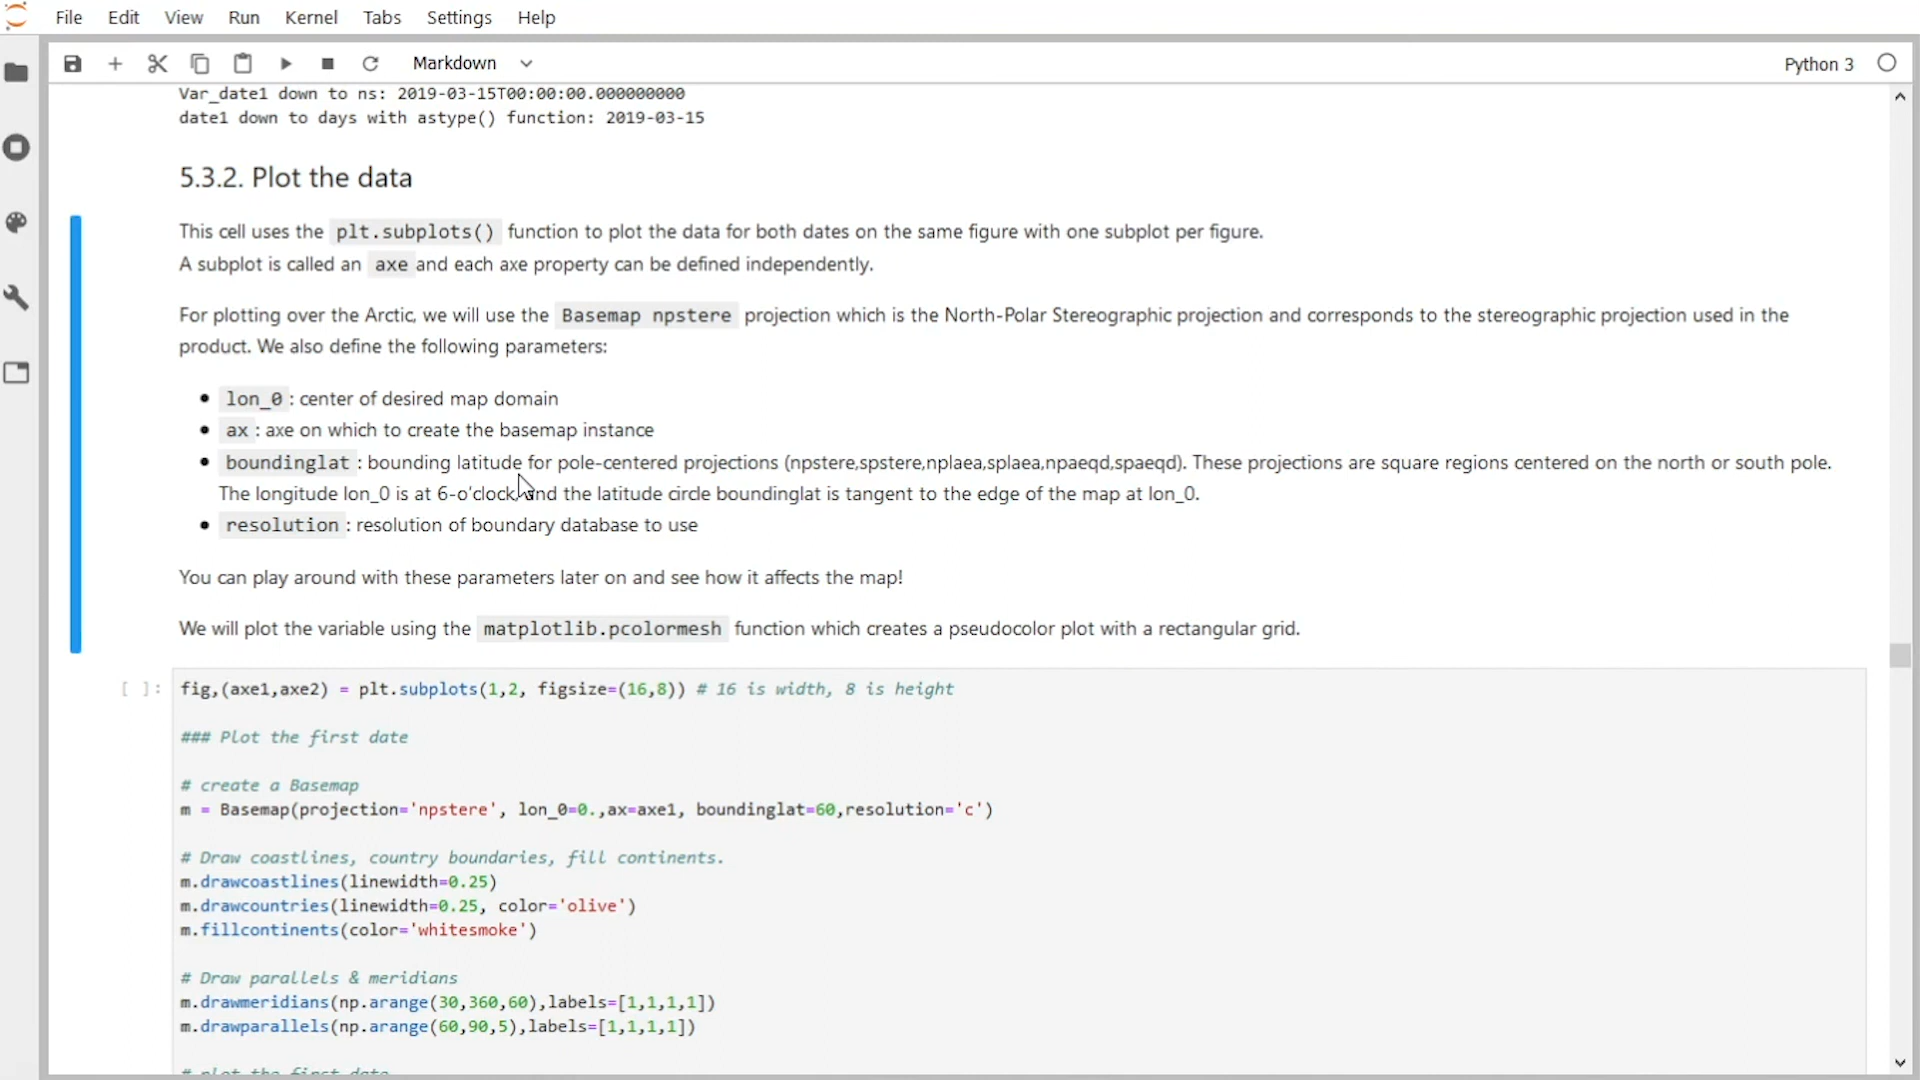 File Edit View Run Kernel Tabs Settings Help
Markdown Python 3
Var_date1 down to ns: 2019-03-15T00:00:00.000000000
date1 down to days with astype() function: 2019-03-15
5.3.2. Plot the data
This cell uses the plt.subplots() function to plot the data for both dates on the same figure with one subplot per figure.
A subplot is called an axe and each axe property can be defined independently.
For plotting over the Arctic, we will use the Basemap npstere projection which is the North-Polar Stereographic projection and corresponds to the stereographic projection used in the
product. We also define the following parameters:
• lon_0 : center of desired map domain
• ax : axe on which to create the basemap instance
• boundinglat : bounding latitude for pole-centered projections (npstere,spstere,nplaea,splaea,npaeqd,spaeqd). These projections are square regions centered on the north or south pole.
The longitude lon_0 is at 6-o'clock, and the latitude circle boundinglat is tangent to the edge of the map at lon_0.
• resolution : resolution of boundary database to use
You can play around with these parameters later on and see how it affects the map!
We will plot the variable using the matplotlib.pcolormesh function which creates a pseudocolor plot with a rectangular grid.
[ ]: fig,(axe1,axe2) = plt.subplots(1,2, figsize=(16,8)) # 16 is width, 8 is height
### Plot the first date
# create a Basemap
m = Basemap(projection='npstere', lon_0=0.,ax=axe1, boundinglat=60,resolution='c')
# Draw coastlines, country boundaries, fill continents.
m.drawcoastlines(linewidth=0.25)
m.drawcountries(linewidth=0.25, color='olive')
m.fillcontinents(color='whitesmoke')
# Draw parallels & meridians
m.drawmeridians(np.arange(30,360,60),labels=[1,1,1,1])
m.drawparallels(np.arange(60,90,5),labels=[1,1,1,1])
# plot the first date